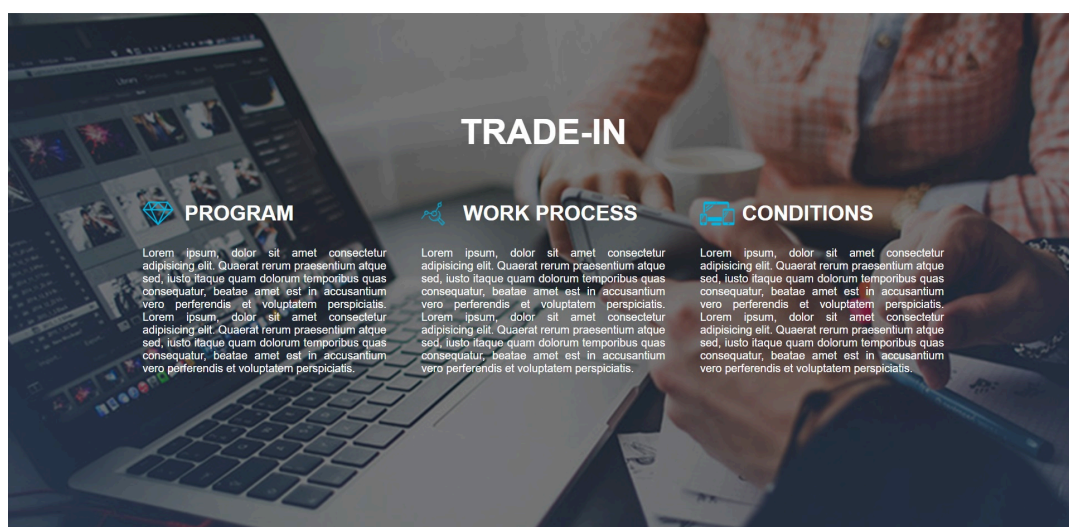 TRADE-IN
PROGRAM
Lorem ipsum, dolor sit amet consectetur
adipisicing elit. Quaerat rerum praesentium atque
sed, iusto itaque quam dolorum temporibus quas
consequatur, beatae amet est in accusantium
vero perferendis et voluptatem perspiciatis.
Lorem ipsum, dolor sit amet consectetur
adipisicing elit. Quaerat rerum praesentium atque
sed, iusto itaque quam dolorum temporibus quas
consequatur, beatae amet est in accusantium
vero perferendis et voluptatem perspiciatis.
WORK PROCESS
Lorem ipsum, dolor sit amet consectetur
adipisicing elit. Quaerat rerum praesentium atque
sed, iusto itaque quam dolorum temporibus quas
consequatur, beatae amet est in accusantium
vero perferendis et voluptatem perspiciatis.
Lorem ipsum, dolor sit amet consectetur
adipisicing elit. Quaerat rerum praesentium atque
sed, iusto itaque quam dolorum temporibus quas
consequatur, beatae amet est in accusantium
vero perferendis et voluptatem perspiciatis.
CONDITIONS
Lorem ipsum, dolor sit amet consectetur
adipisicing elit. Quaerat rerum praesentium atque
sed, iusto itaque quam dolorum temporibus quas
consequatur, beatae amet est in accusantium
vero perferendis et voluptatem perspiciatis.
Lorem ipsum, dolor sit amet consectetur
adipisicing elit. Quaerat rerum praesentium atque
sed, iusto itaque quam dolorum temporibus quas
consequatur, beatae amet est in accusantium
vero perferendis et voluptatem perspiciatis.
Library